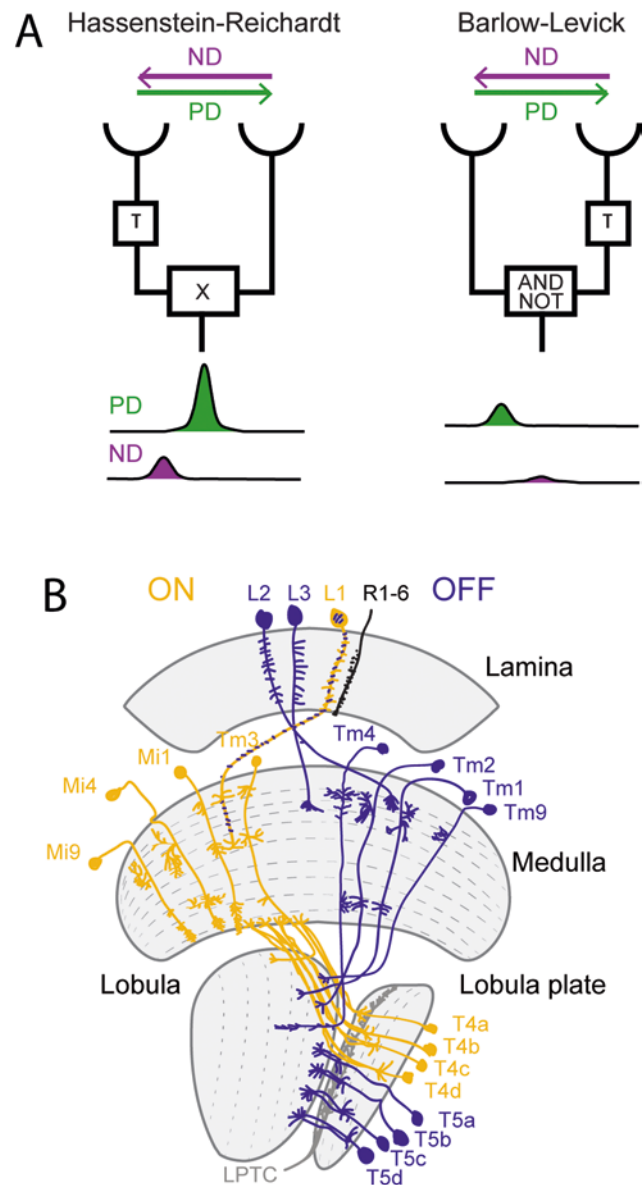 A
Hassenstein-Reichardt
Barlow-Levick
ND
ND
PD
PD
T
T
X
AND
NOT
PD
ND
B
ON
OFF
L2
L3
L1
R1-6
Lamina
Tm3
Tm4
Mi1
Tm2
Mi4
Tm1
Tm9
Mi9
Medulla
Lobula
Lobula plate
T4a
T4b
T4c
T4d
T5a
T5b
T5c
T5d
LPTC